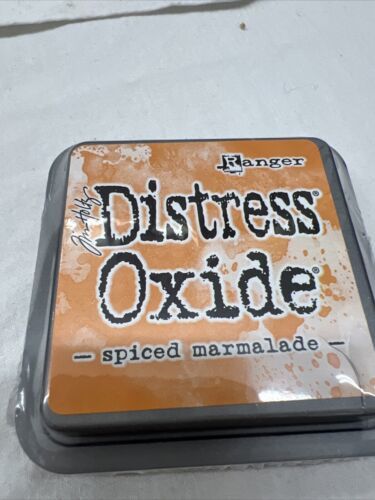 Ranger
Tim Holtz
Distress®
Oxide®
— spiced marmalade —